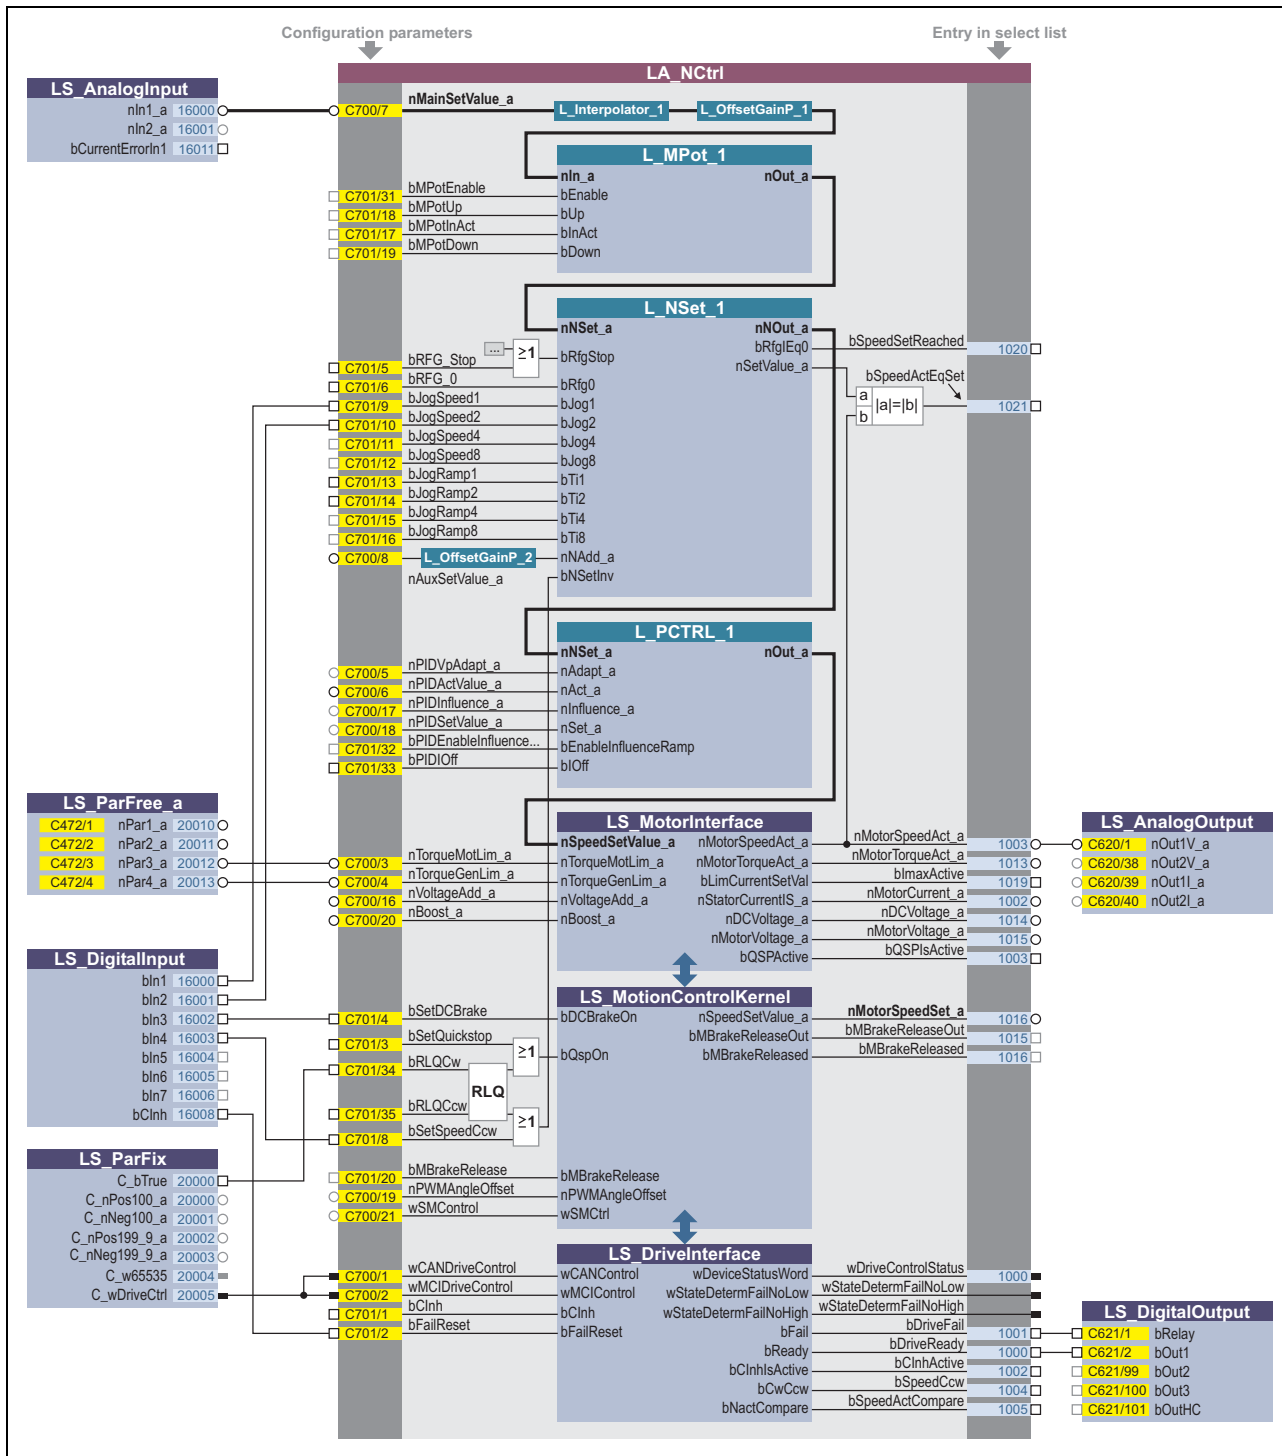 Configuration parameters
Entry in select list
LA_NCtrl
LS_AnalogInput
nIn1_a 16000
nIn2_a 16001
bCurrentErrorIn1 16011
C700/7 nMainSetValue_a
L_Interpolator_1 L_OffsetGainP_1
L_MPot_1
nIn_a nOut_a
C701/31 bMPotEnable bEnable
C701/18 bMPotUp bUp
C701/17 bMPotInAct bInAct
C701/19 bMPotDown bDown
L_NSet_1
nNSet_a nNOut_a
... ≥1
bRfgIEq0 bSpeedSetReached 1020
C701/5 bRFG_Stop bRfgStop
nSetValue_a
bSpeedActEqSet
C701/6 bRFG_0 bRfg0
a |a|=|b|
b
1021
C701/9 bJogSpeed1 bJog1
C701/10 bJogSpeed2 bJog2
C701/11 bJogSpeed4 bJog4
C701/12 bJogSpeed8 bJog8
C701/13 bJogRamp1 bTi1
C701/14 bJogRamp2 bTi2
C701/15 bJogRamp4 bTi4
C701/16 bJogRamp8 bTi8
C700/8 L_OffsetGainP_2 nNAdd_a
nAuxSetValue_a bNSetInv
L_PCTRL_1
nNSet_a nOut_a
C700/5 nPIDVpAdapt_a nAdapt_a
C700/6 nPIDActValue_a nAct_a
C700/17 nPIDInfluence_a nInfluence_a
C700/18 nPIDSetValue_a nSet_a
C701/32 bPIDEnableInfluence... bEnableInfluenceRamp
C701/33 bPIDIOff bIOff
LS_ParFree_a
C472/1 nPar1_a 20010
C472/2 nPar2_a 20011
C472/3 nPar3_a 20012
C472/4 nPar4_a 20013
LS_MotorInterface
nSpeedSetValue_a
C700/3 nTorqueMotLim_a nTorqueMotLim_a
C700/4 nTorqueGenLim_a nTorqueGenLim_a
C700/16 nVoltageAdd_a nVoltageAdd_a
C700/20 nBoost_a nBoost_a
nMotorSpeedAct_a nMotorSpeedAct_a 1003
nMotorTorqueAct_a nMotorTorqueAct_a 1013
bLimCurrentSetVal bImaxActive 1019
nStatorCurrentIS_a nMotorCurrent_a 1002
nDCVoltage_a nDCVoltage_a 1014
nMotorVoltage_a nMotorVoltage_a 1015
bQSPActive bQSPIsActive 1003
LS_AnalogOutput
C620/1 nOut1V_a
C620/38 nOut2V_a
C620/39 nOut1I_a
C620/40 nOut2I_a
LS_DigitalInput
bIn1 16000
bIn2 16001
bIn3 16002
bIn4 16003
bIn5 16004
bIn6 16005
bIn7 16006
bCInh 16008
LS_MotionControlKernel
C701/4 bSetDCBrake bDCBrakeOn
C701/3 bSetQuickstop
≥1 bQspOn
C701/34 bRLQCw
RLQ
C701/35 bRLQCcw
≥1
C701/8 bSetSpeedCcw
C701/20 bMBrakeRelease bMBrakeRelease
C700/19 nPWMAngleOffset nPWMAngleOffset
C700/21 wSMControl wSMCtrl
nSpeedSetValue_a nMotorSpeedSet_a 1016
bMBrakeReleaseOut bMBrakeReleaseOut 1015
bMBrakeReleased bMBrakeReleased 1016
LS_ParFix
C_bTrue 20000
C_nPos100_a 20000
C_nNeg100_a 20001
C_nPos199_9_a 20002
C_nNeg199_9_a 20003
C_w65535 20004
C_wDriveCtrl 20005
LS_DriveInterface
C700/1 wCANDriveControl wCANControl
C700/2 wMCIDriveControl wMCIControl
C701/1 bCInh bCInh
C701/2 bFailReset bFailReset
wDeviceStatusWord wDriveControlStatus 1000
wStateDetermFailNoLow wStateDetermFailNoLow
wStateDetermFailNoHigh wStateDetermFailNoHigh
bFail bDriveFail 1001
bReady bDriveReady 1000
bCInhIsActive bCInhActive 1002
bCwCcw bSpeedCcw 1004
bNactCompare bSpeedActCompare 1005
LS_DigitalOutput
C621/1 bRelay
C621/2 bOut1
C621/99 bOut2
C621/100 bOut3
C621/101 bOutHC